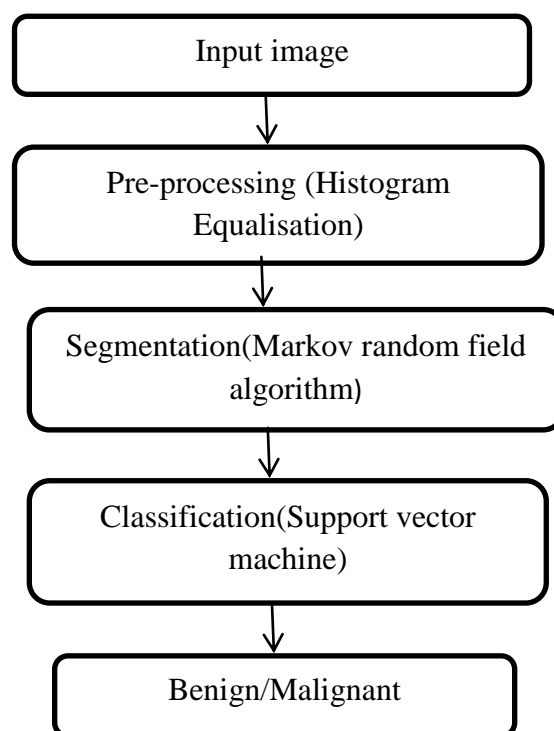 Input image
Pre-processing (Histogram
Equalisation)
Segmentation(Markov random field
algorithm)
Classification(Support vector
machine)
Benign/Malignant